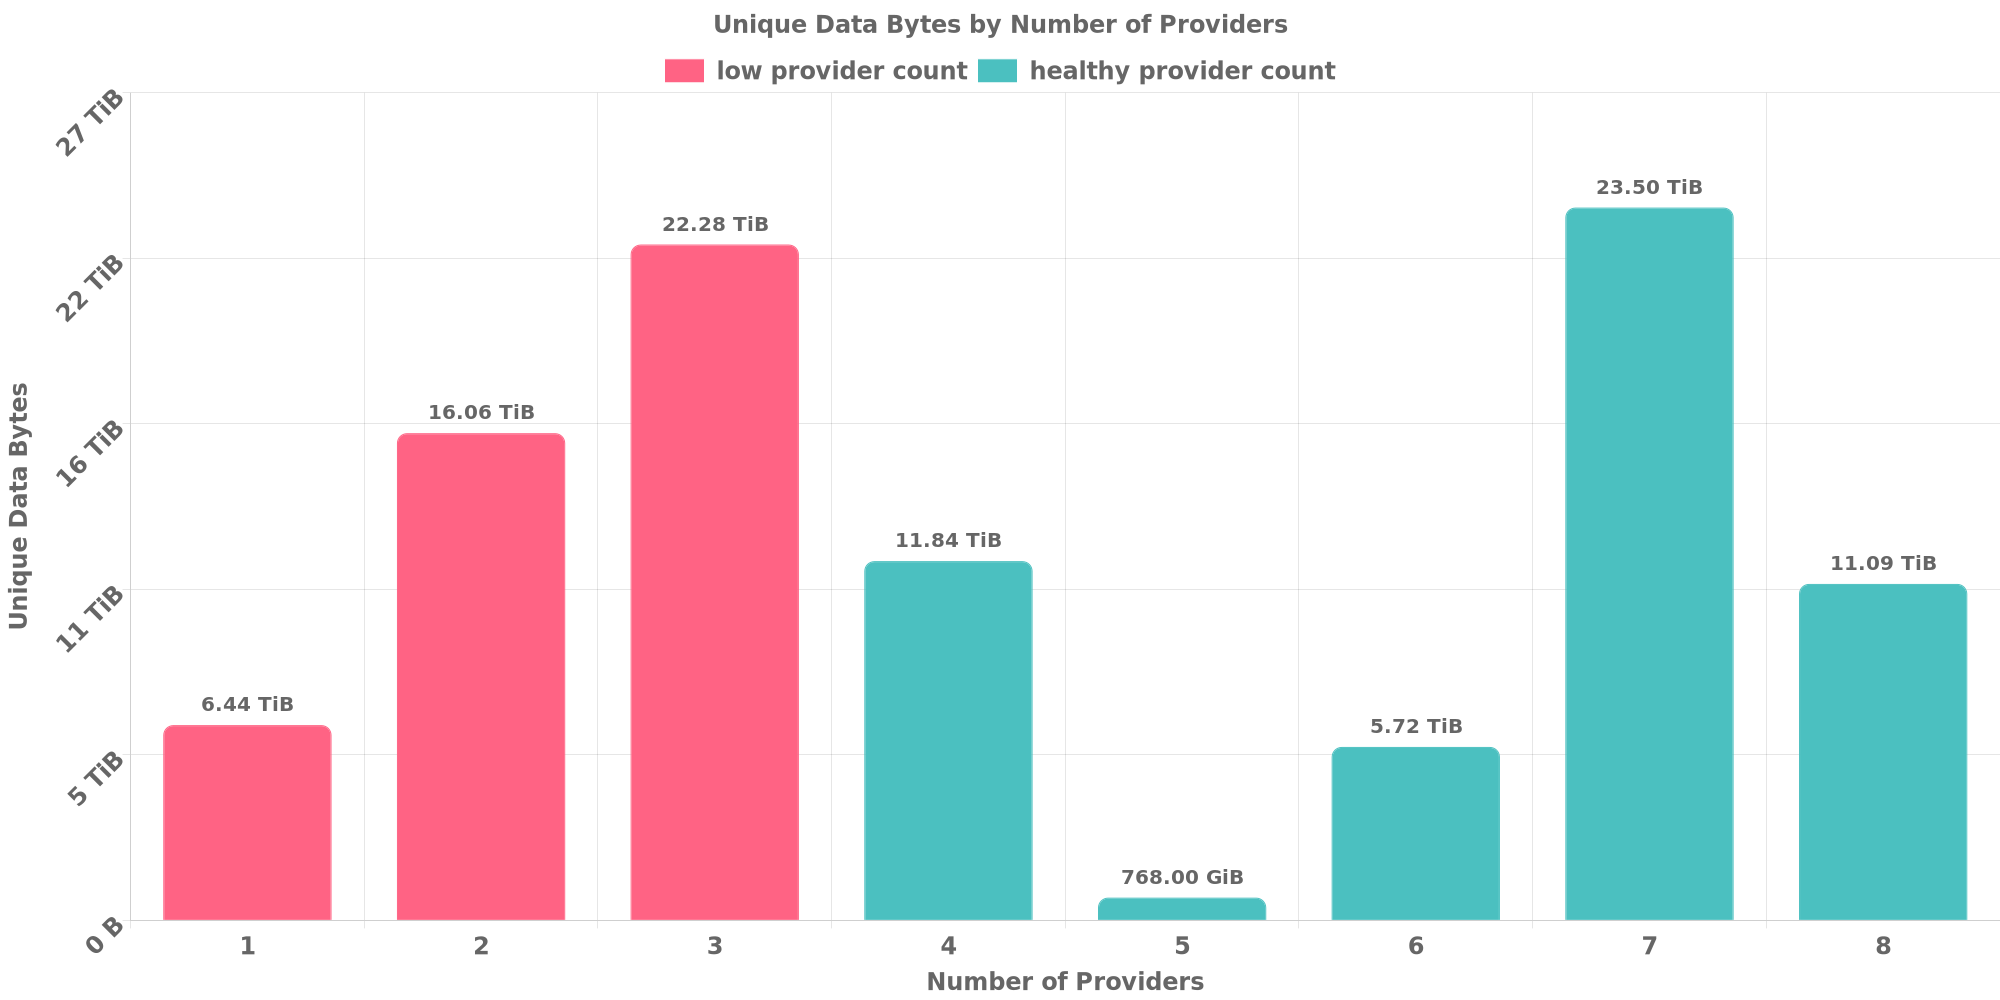 Unique Data Bytes by Number of Providers
low provider count
healthy provider count
27 TiB
22 TiB
16 TiB
11 TiB
5 TiB
0 B
Unique Data Bytes
6.44 TiB
16.06 TiB
22.28 TiB
11.84 TiB
768.00 GiB
5.72 TiB
23.50 TiB
11.09 TiB
1 2 3 4 5 6 7 8
Number of Providers